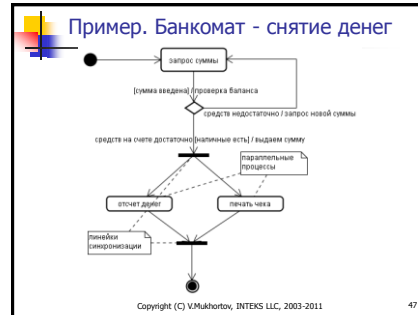 Пример. Банкомат - снятие денег
запрос суммы
[сумма введена] / проверка баланса
средств недостаточно / запрос новой суммы
средств на счете достаточно [наличные есть] / выдаем сумму
параллельные
процессы
отсчет денег
печать чека
линейки
синхронизации
Copyright (C) V.Mukhortov, INTEKS LLC, 2003-2011
47